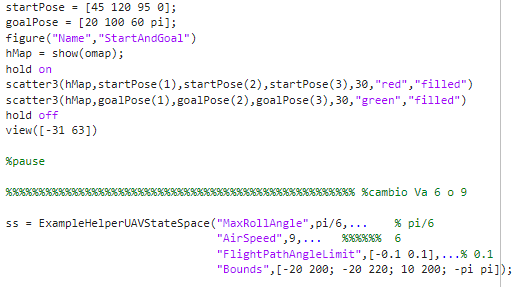 startPose = [45 120 95 0];
goalPose = [20 100 60 pi];
figure("Name","StartAndGoal")
hMap = show(omap);
hold on
scatter3(hMap,startPose(1),startPose(2),startPose(3),30,"red","filled")
scatter3(hMap,goalPose(1),goalPose(2),goalPose(3),30,"green","filled")
hold off
view([-31 63])
%pause
%%%%%%%%%%%%%%%%%%%%%%%%%%%%%%%%%%%%%%%%%%%%%%%%%%%%% %cambio Va 6 o 9
ss = ExampleHelperUAVStateSpace("MaxRollAngle",pi/6,... % pi/6
"AirSpeed",9,... %%%%%% 6
"FlightPathAngleLimit",[-0.1 0.1],...% 0.1
"Bounds",[-20 200; -20 220; 10 200; -pi pi]);